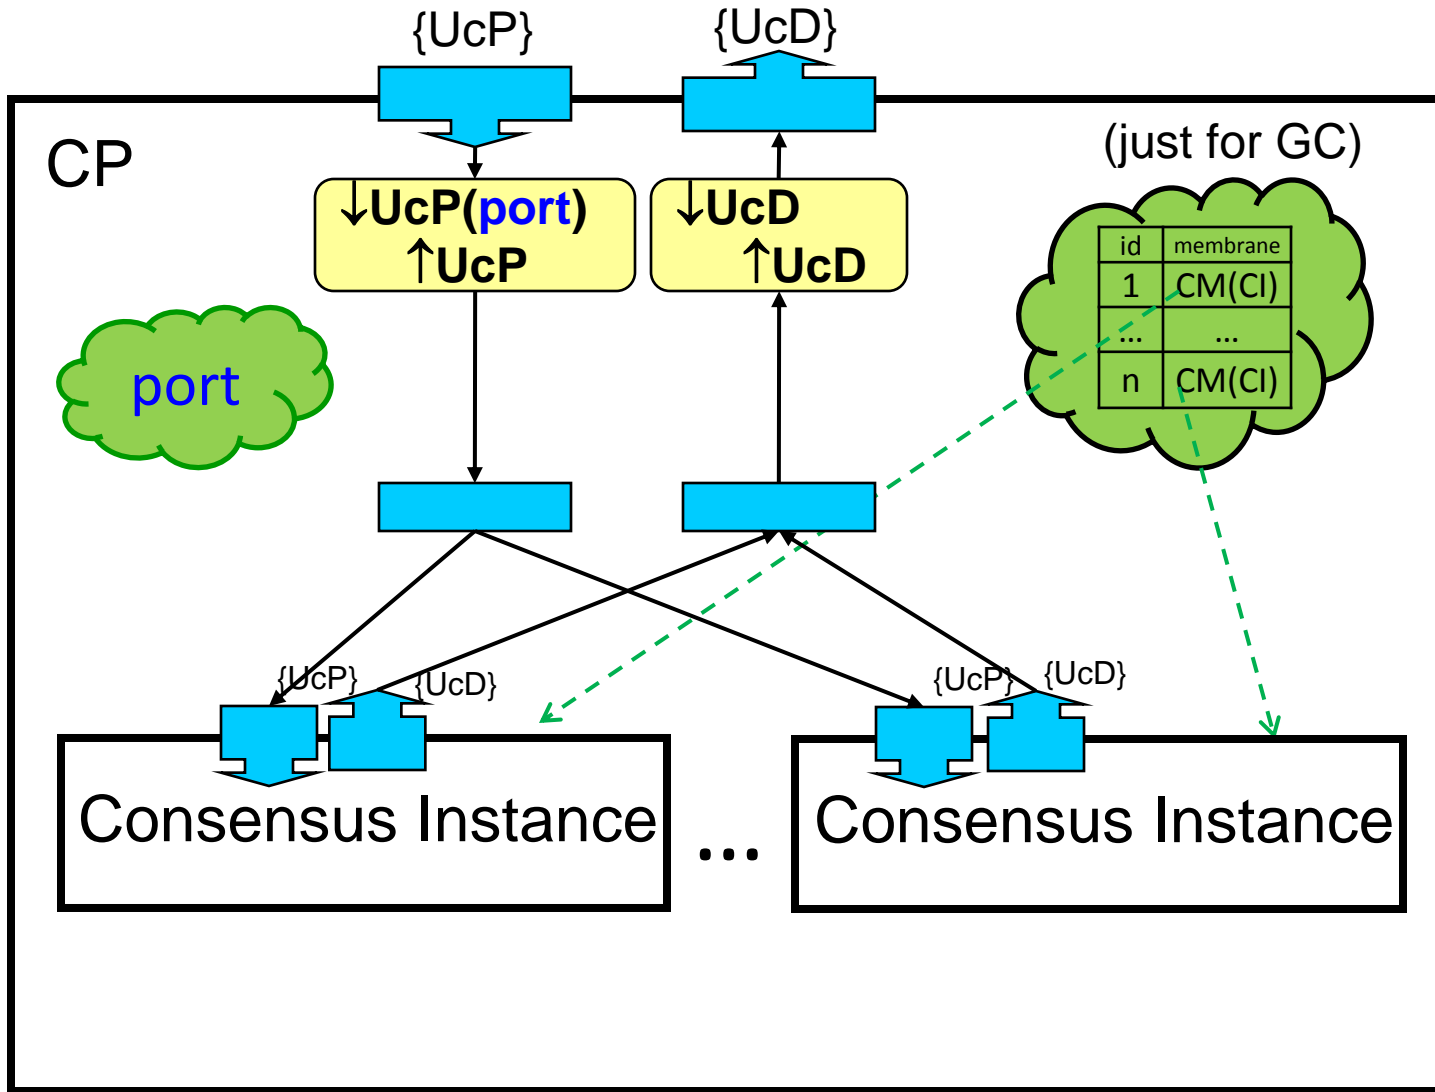 {UcP}
{UcD}
CP
(just for GC)
↓UcP(port)
↑UcP
↓UcD
↑UcD
id membrane
1 CM(CI)
... ...
n CM(CI)
port
{UcP}
{UcD}
{UcP}
{UcD}
Consensus Instance
...
Consensus Instance